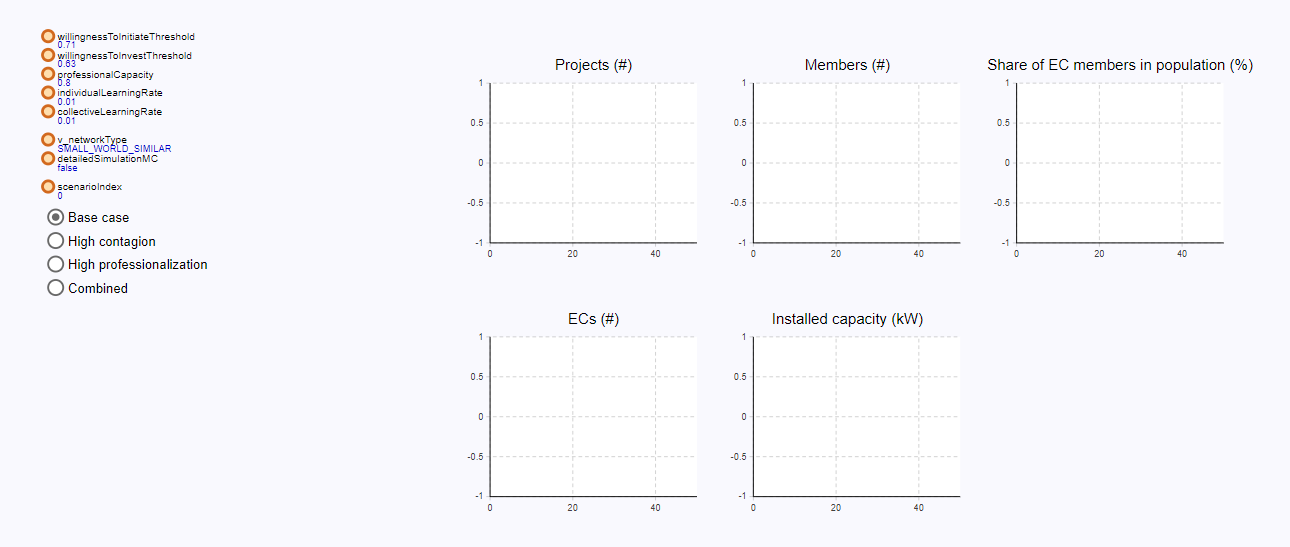 willingnessToInitiateThreshold
0.71
willingnessToInvestThreshold
0.63
professionalCapacity
0.8
individualLearningRate
0.01
collectiveLearningRate
0.01
v_networkType
SMALL_WORLD_SIMILAR
detailedSimulationMC
false
scenarioIndex
0
Base case
High contagion
High professionalization
Combined
Projects (#)
1
0.5
0
-0.5
-1
0 20 40
Members (#)
1
0.5
0
-0.5
-1
0 20 40
Share of EC members in population (%)
1
0.5
0
-0.5
-1
0 20 40
ECs (#)
1
0.5
0
-0.5
-1
0 20 40
Installed capacity (kW)
1
0.5
0
-0.5
-1
0 20 40